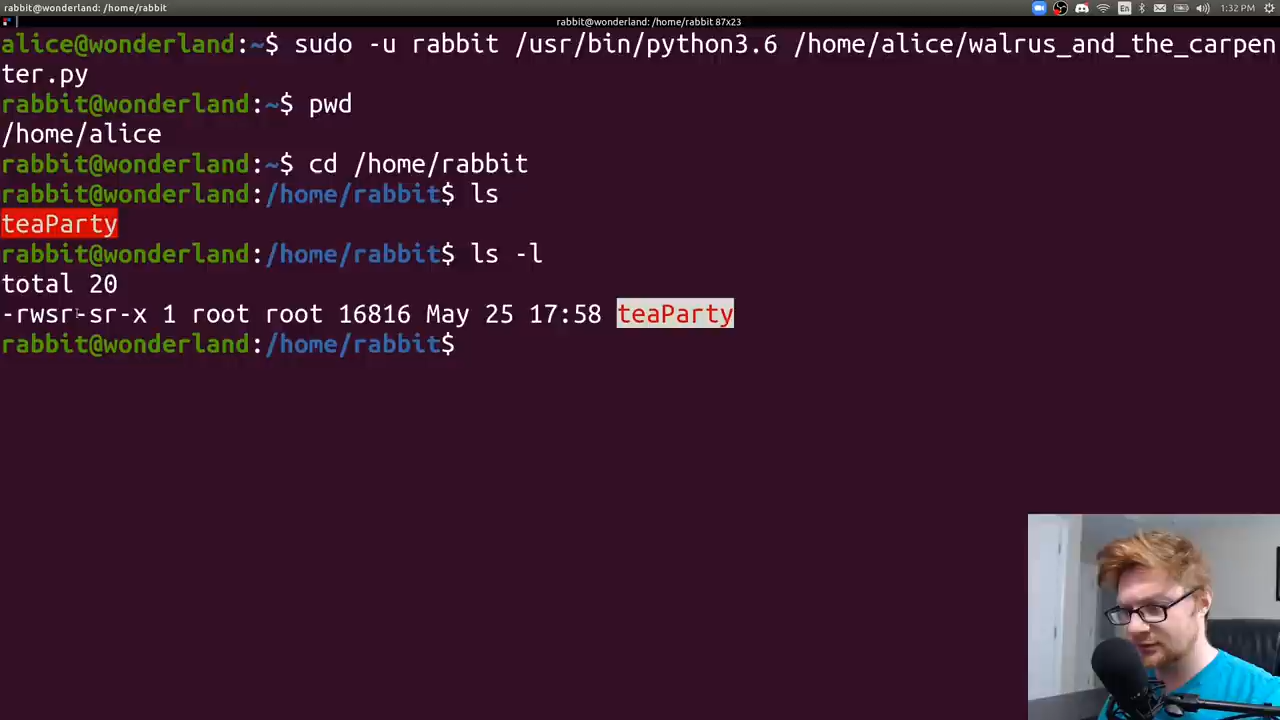 rabbit@wonderland: /home/rabbit
1:32 PM
rabbit@wonderland: /home/rabbit 87x23
alice@wonderland:~$ sudo -u rabbit /usr/bin/python3.6 /home/alice/walrus_and_the_carpen
ter.py
rabbit@wonderland:~$ pwd
/home/alice
rabbit@wonderland:~$ cd /home/rabbit
rabbit@wonderland:/home/rabbit$ ls
teaParty
rabbit@wonderland:/home/rabbit$ ls -l
total 20
-rwsr-sr-x 1 root root 16816 May 25 17:58 teaParty
rabbit@wonderland:/home/rabbit$